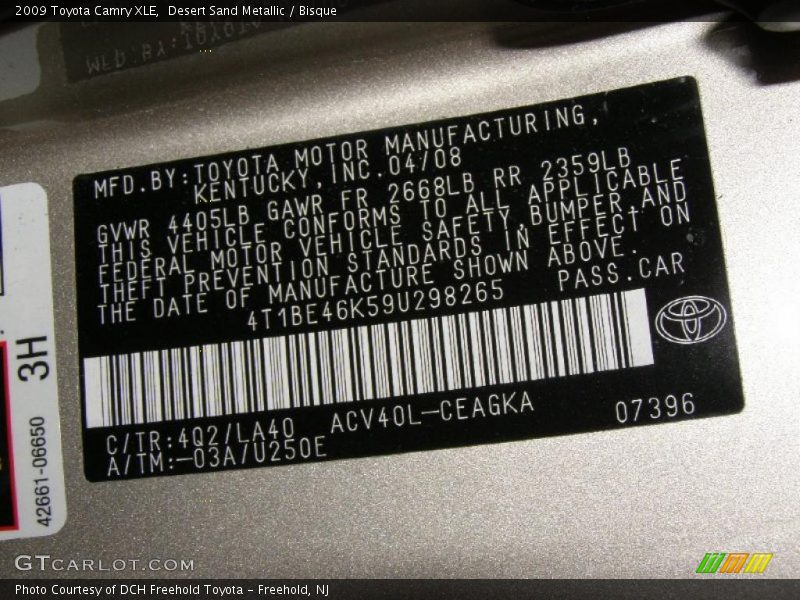 2009 Toyota Camry XLE,  Desert Sand Metallic / Bisque
MFD.BY:TOYOTA MOTOR MANUFACTURING,
KENTUCKY,INC.04/08
GVWR 4405LB GAWR FR 2668LB RR 2359LB
THIS VEHICLE CONFORMS TO ALL APPLICABLE
FEDERAL MOTOR VEHICLE SAFETY,BUMPER,AND
THEFT PREVENTION STANDARDS IN EFFECT ON
THE DATE OF MANUFACTURE SHOWN ABOVE.
4T1BE46K59U298265 PASS.CAR
C/TR:4Q2/LA40 ACV40L-CEAGKA 07396
A/TM:-03A/U250E
3H
42661-06650
GTCARLOT.COM
Photo Courtesy of DCH Freehold Toyota - Freehold, NJ